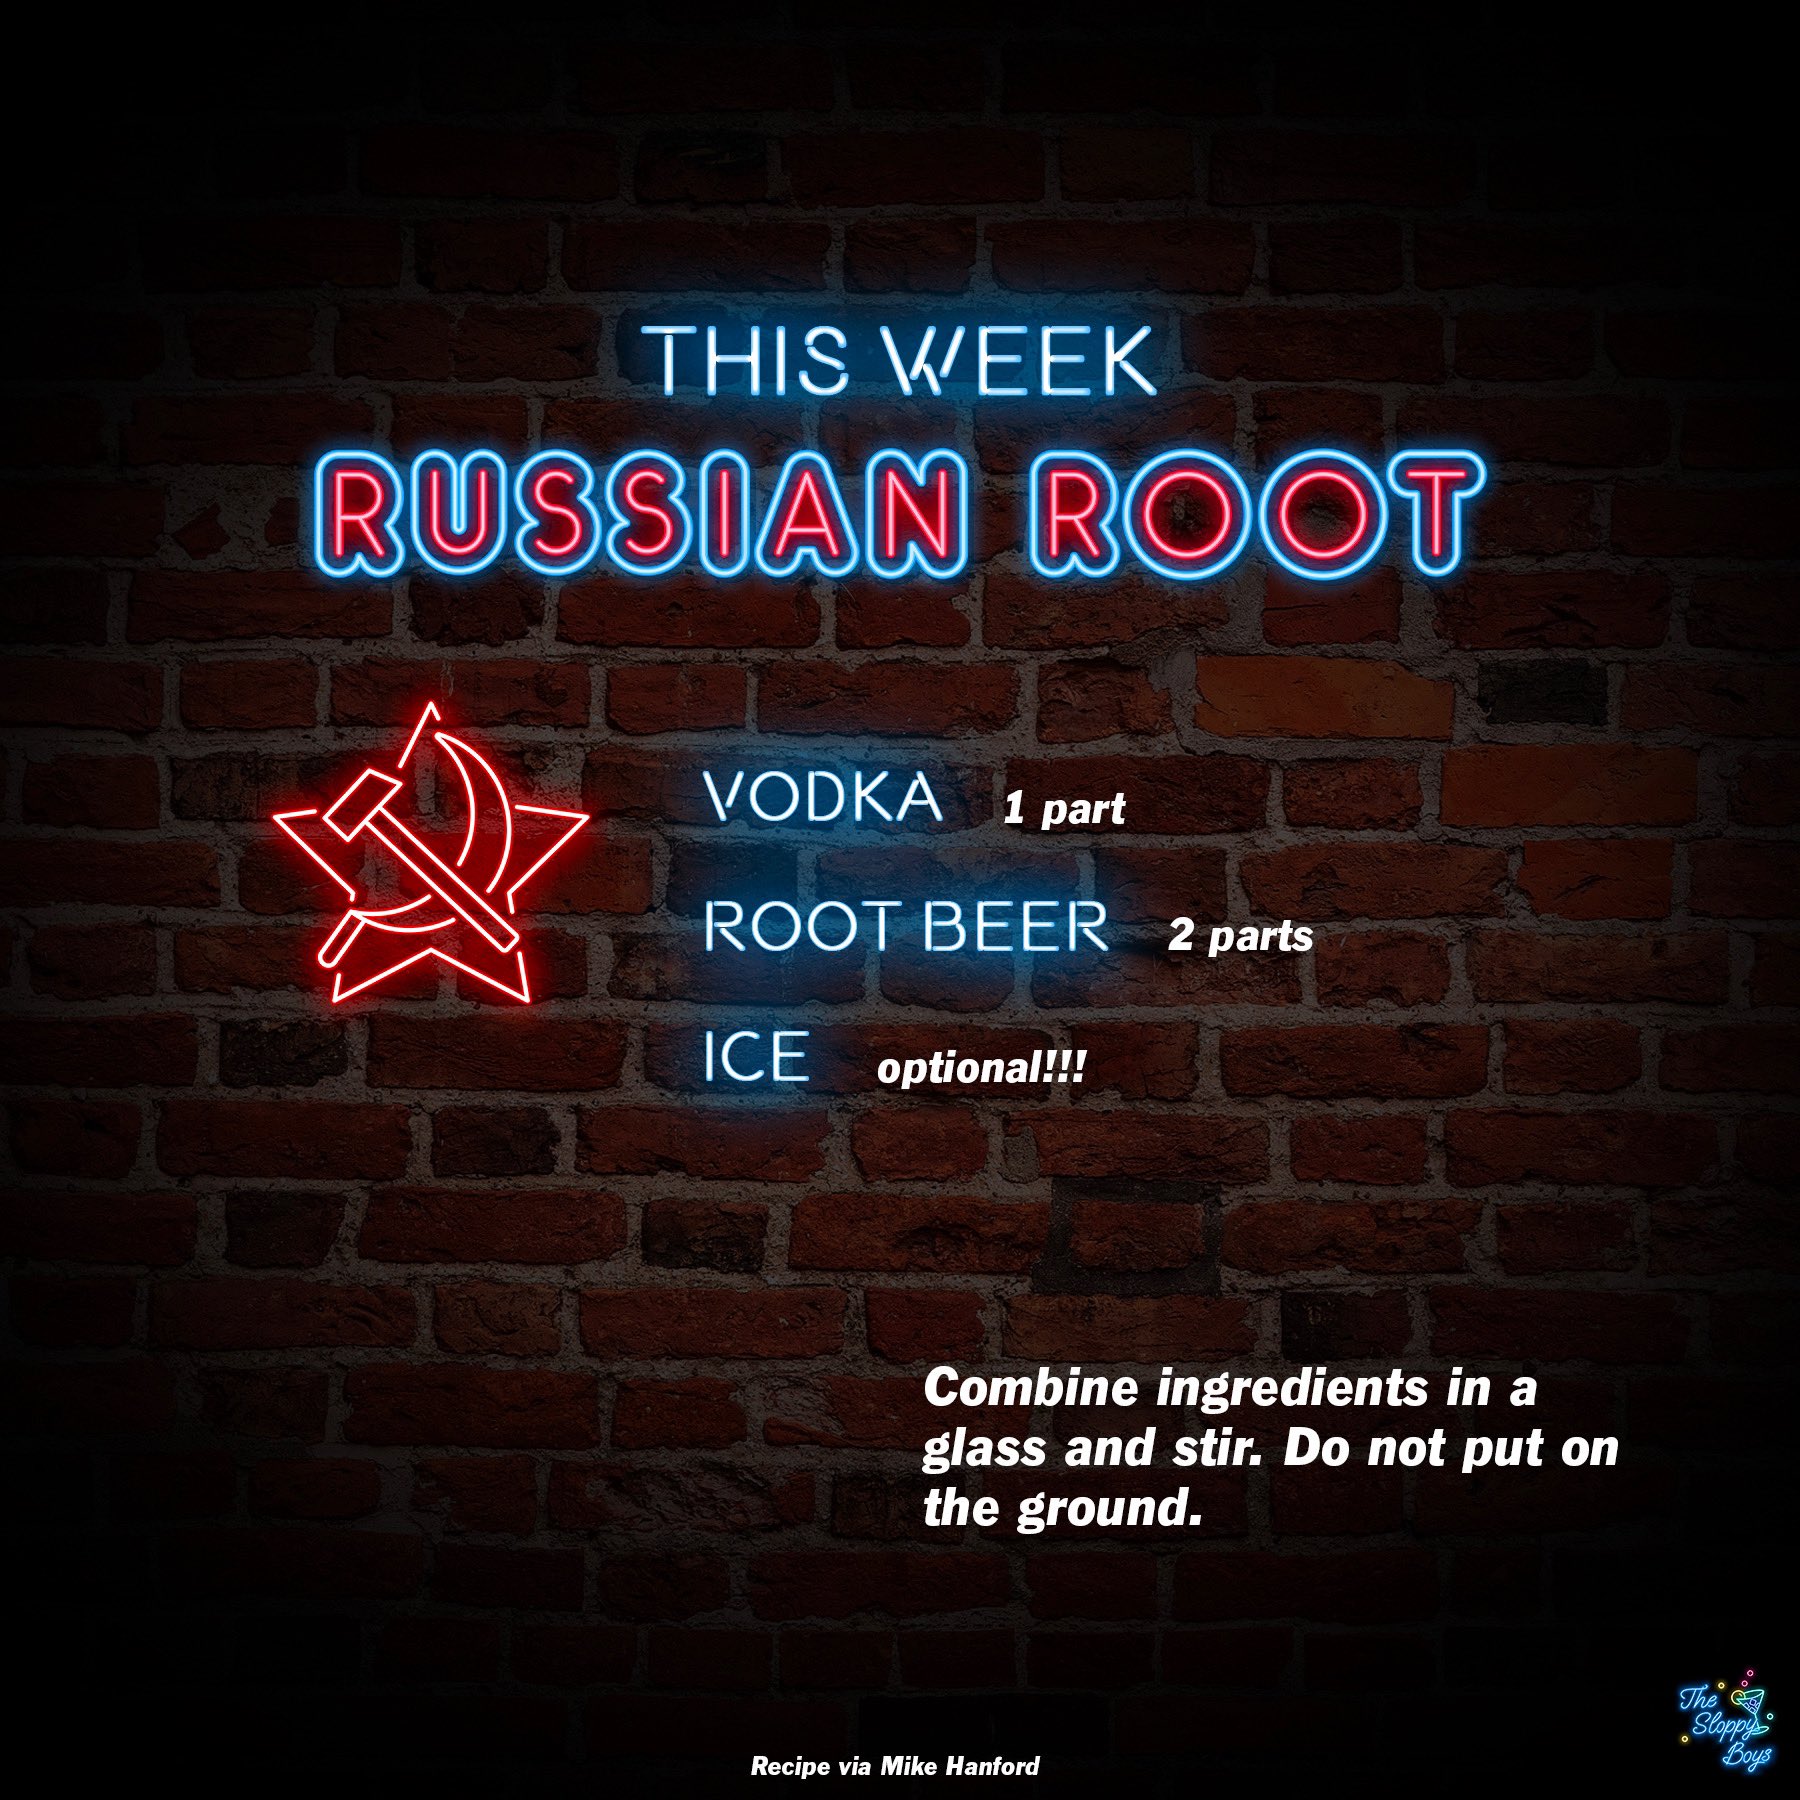 THIS WEEK
RUSSIAN ROOT
VODKA 1 part
ROOT BEER 2 parts
ICE optional!!!
Combine ingredients in a
glass and stir. Do not put on
the ground.
The
Sloppy
Boys
Recipe via Mike Hanford